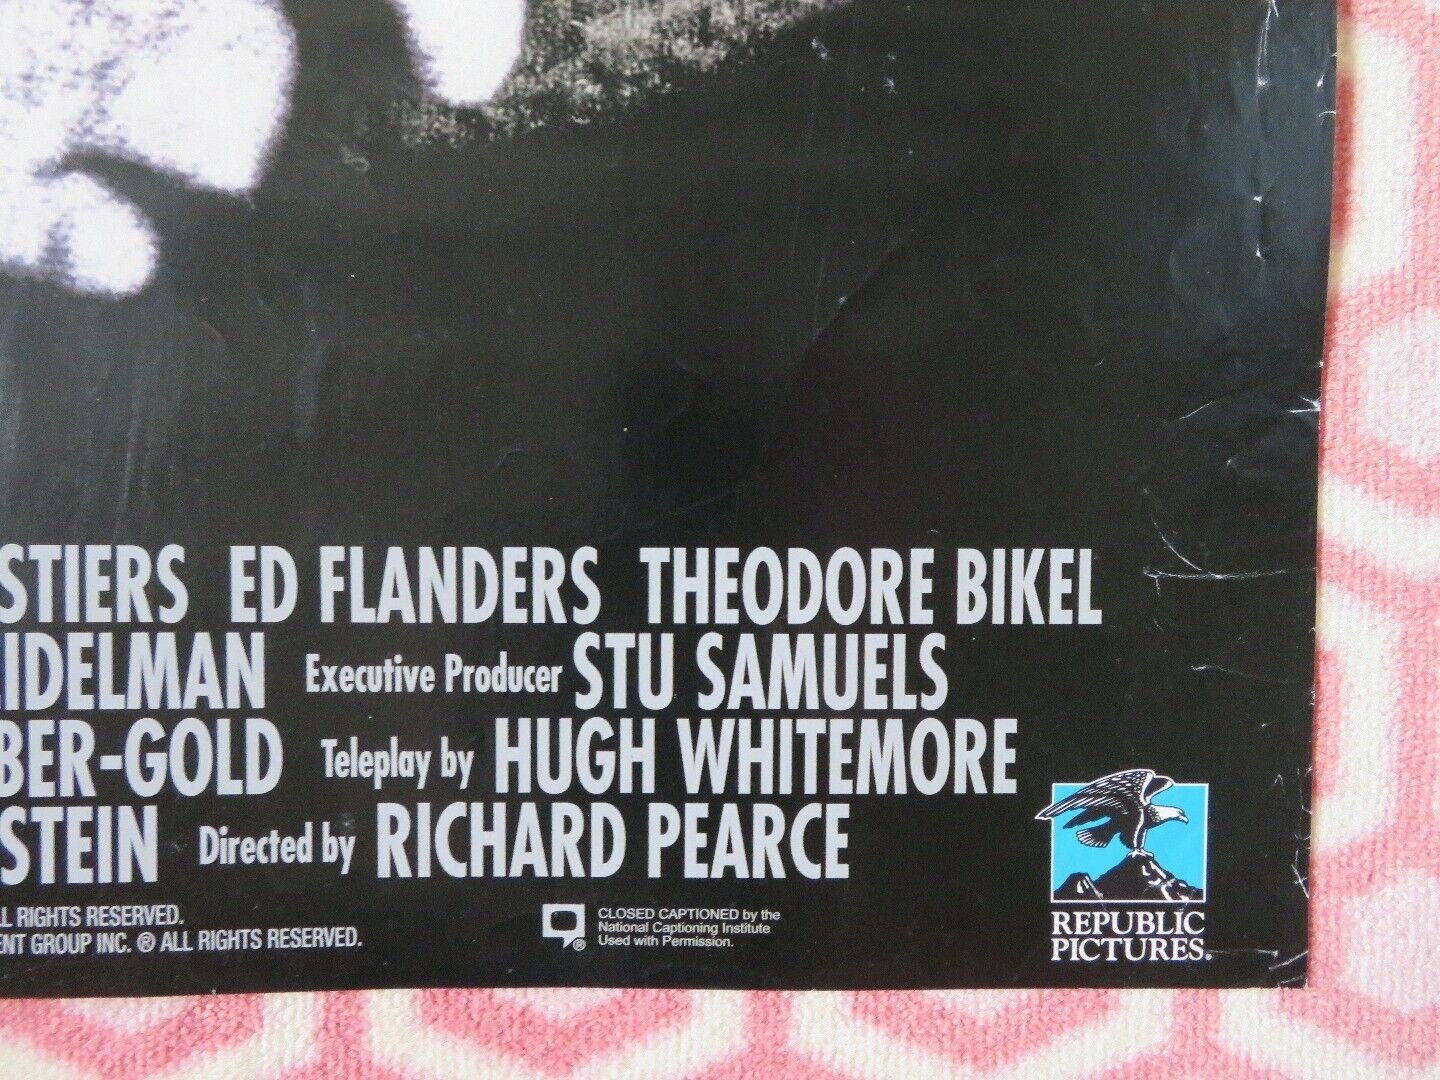 STIERS ED FLANDERS THEODORE BIKEL
IDELMAN Executive Producer STU SAMUELS
BER-GOLD Teleplay by HUGH WHITEMORE
STEIN Directed by RICHARD PEARCE
LL RIGHTS RESERVED.
ENT GROUP INC. ® ALL RIGHTS RESERVED.
®
CLOSED CAPTIONED by the
National Captioning Institute
Used with Permission.
REPUBLIC
PICTURES.